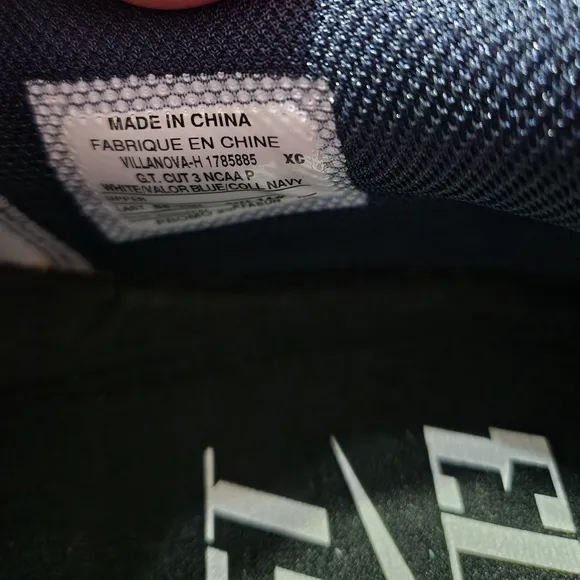 MADE IN CHINA
FABRIQUE EN CHINE
VILLANOVA-H 1785885 XC
G.T. CUT 3 NCAA P
WHITE/VALOR BLUE/COLL NAVY